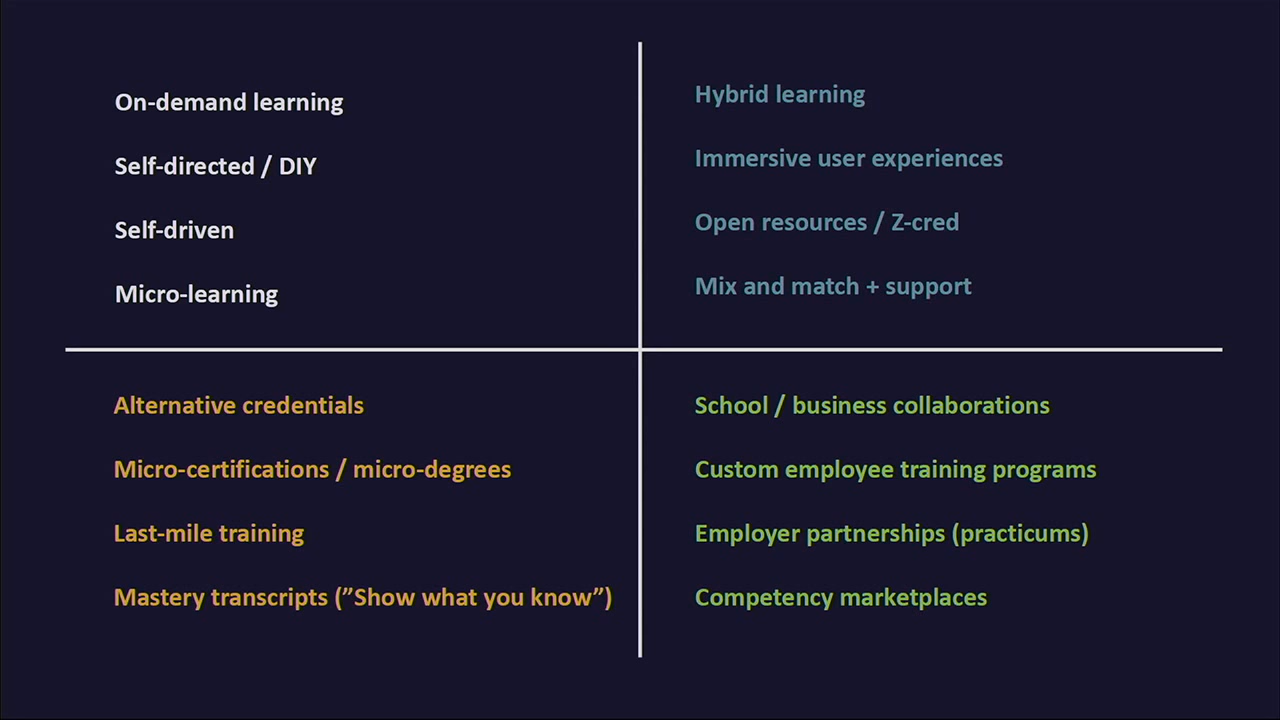 On-demand learning
Self-directed / DIY
Self-driven
Micro-learning
Hybrid learning
Immersive user experiences
Open resources / Z-cred
Mix and match + support
Alternative credentials
Micro-certifications / micro-degrees
Last-mile training
Mastery transcripts (”Show what you know”)
School / business collaborations
Custom employee training programs
Employer partnerships (practicums)
Competency marketplaces